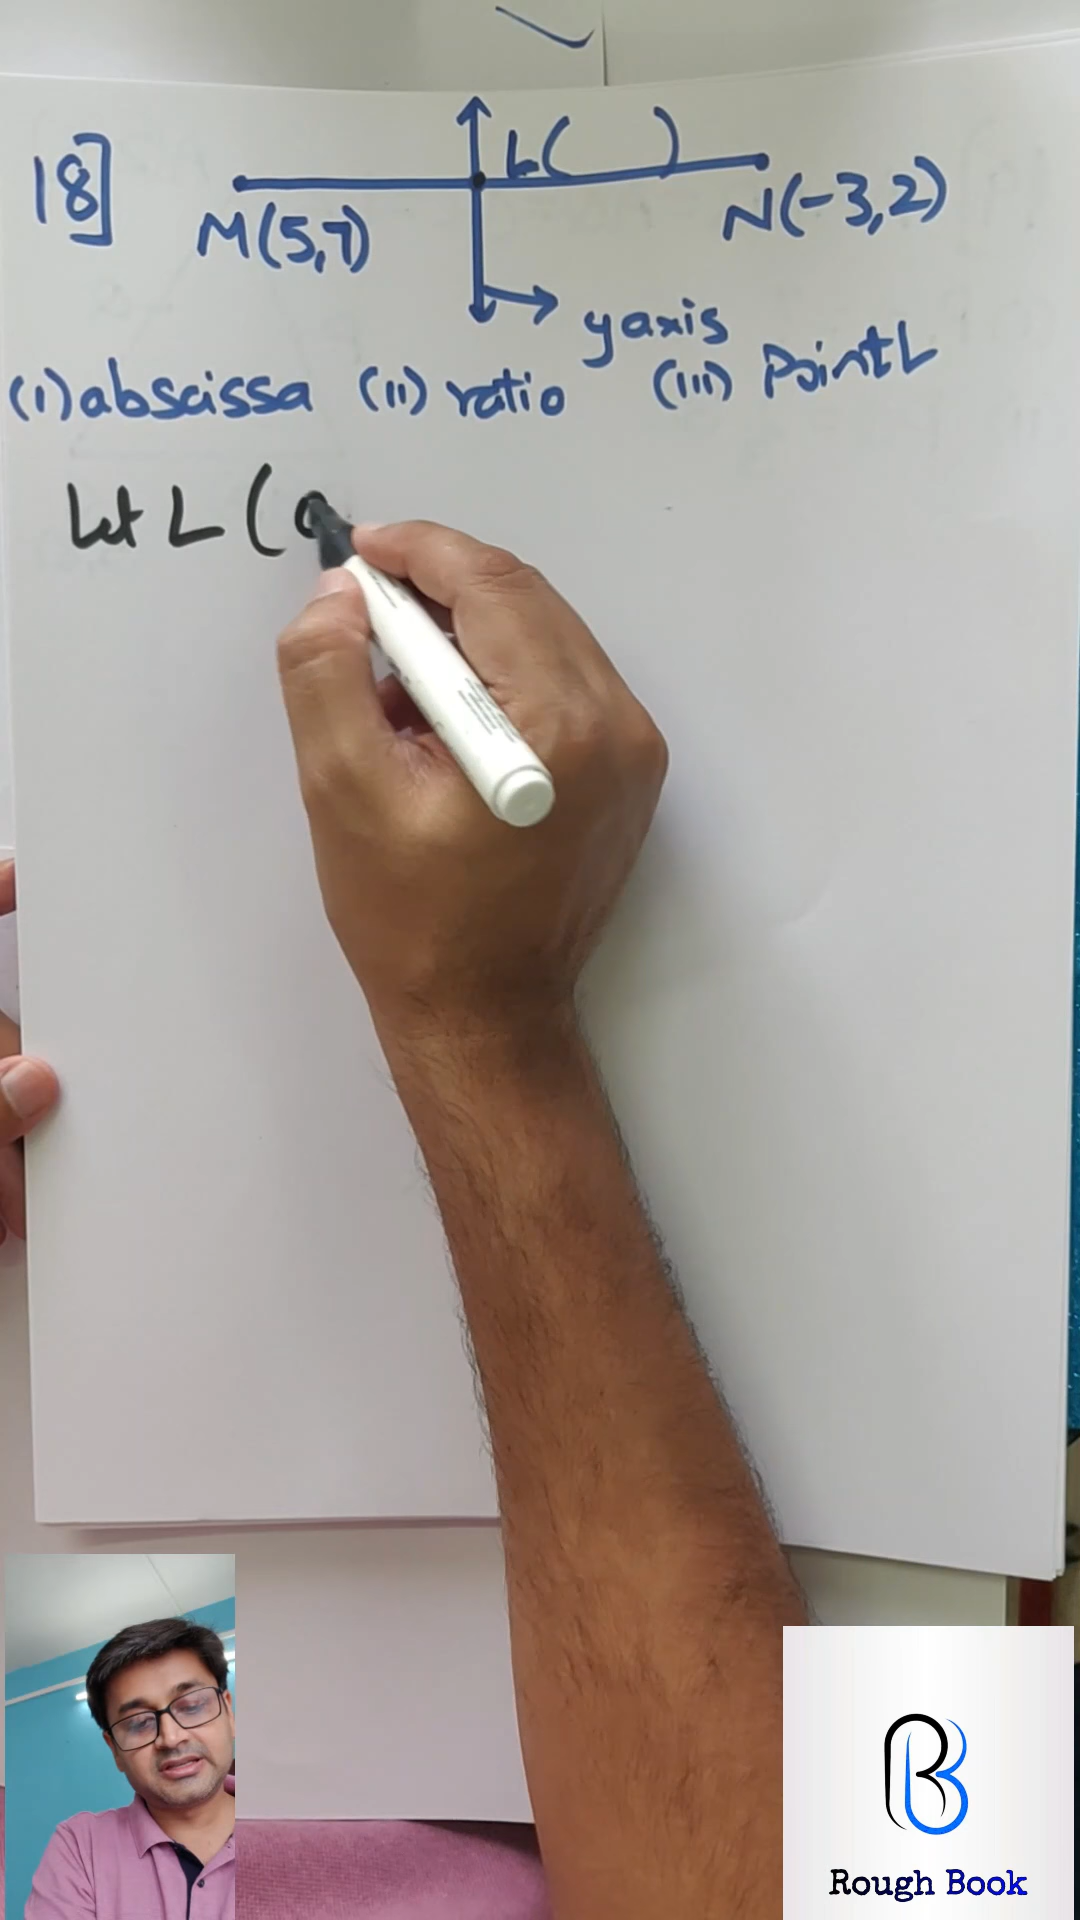 18]
L( )
M(5,7)
N(-3,2)
y axis
(i) abscissa (ii) ratio (iii) Point L
Let L (0
B
Rough Book